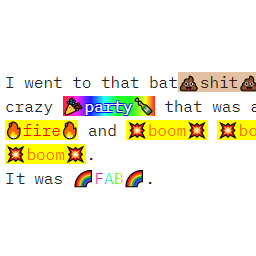 I went to that bat💩shit💩
crazy 🎉party🍾 that was a
🔥fire🔥 and 💥boom💥 💥bo
💥boom💥.
It was 🌈FAB🌈.